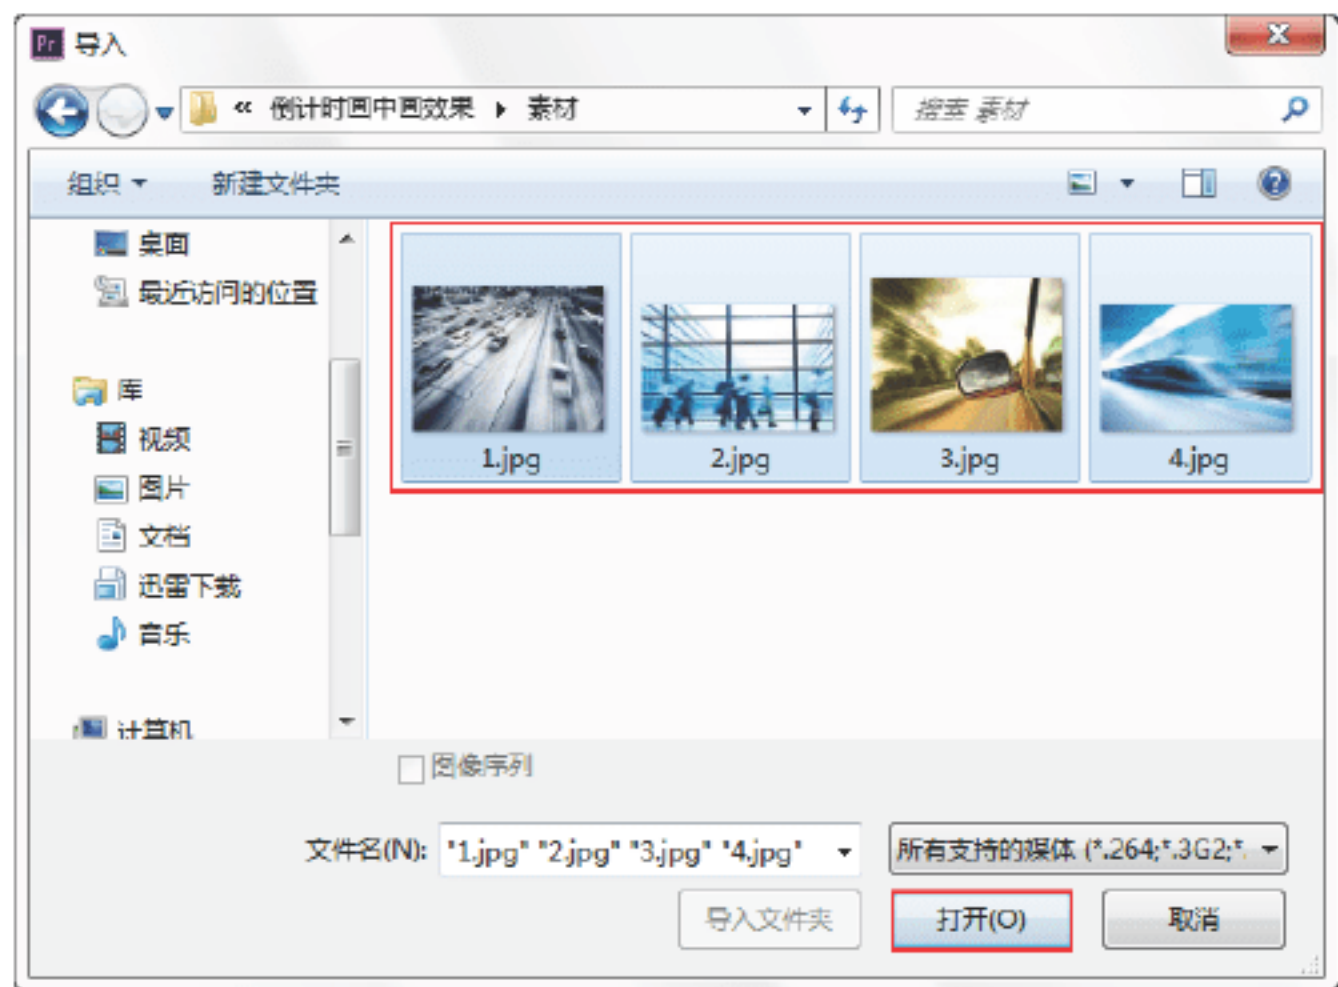 Pr 导入
« 倒计时画中画效果 ▸ 素材
搜索 素材
组织
新建文件夹
桌面
最近访问的位置
库
视频
图片
文档
迅雷下载
音乐
计算机
1.jpg
2.jpg
3.jpg
4.jpg
图像序列
文件名(N):
"1.jpg" "2.jpg" "3.jpg" "4.jpg"
所有支持的媒体 (*.264;*.3G2;*.
导入文件夹
打开(O)
取消